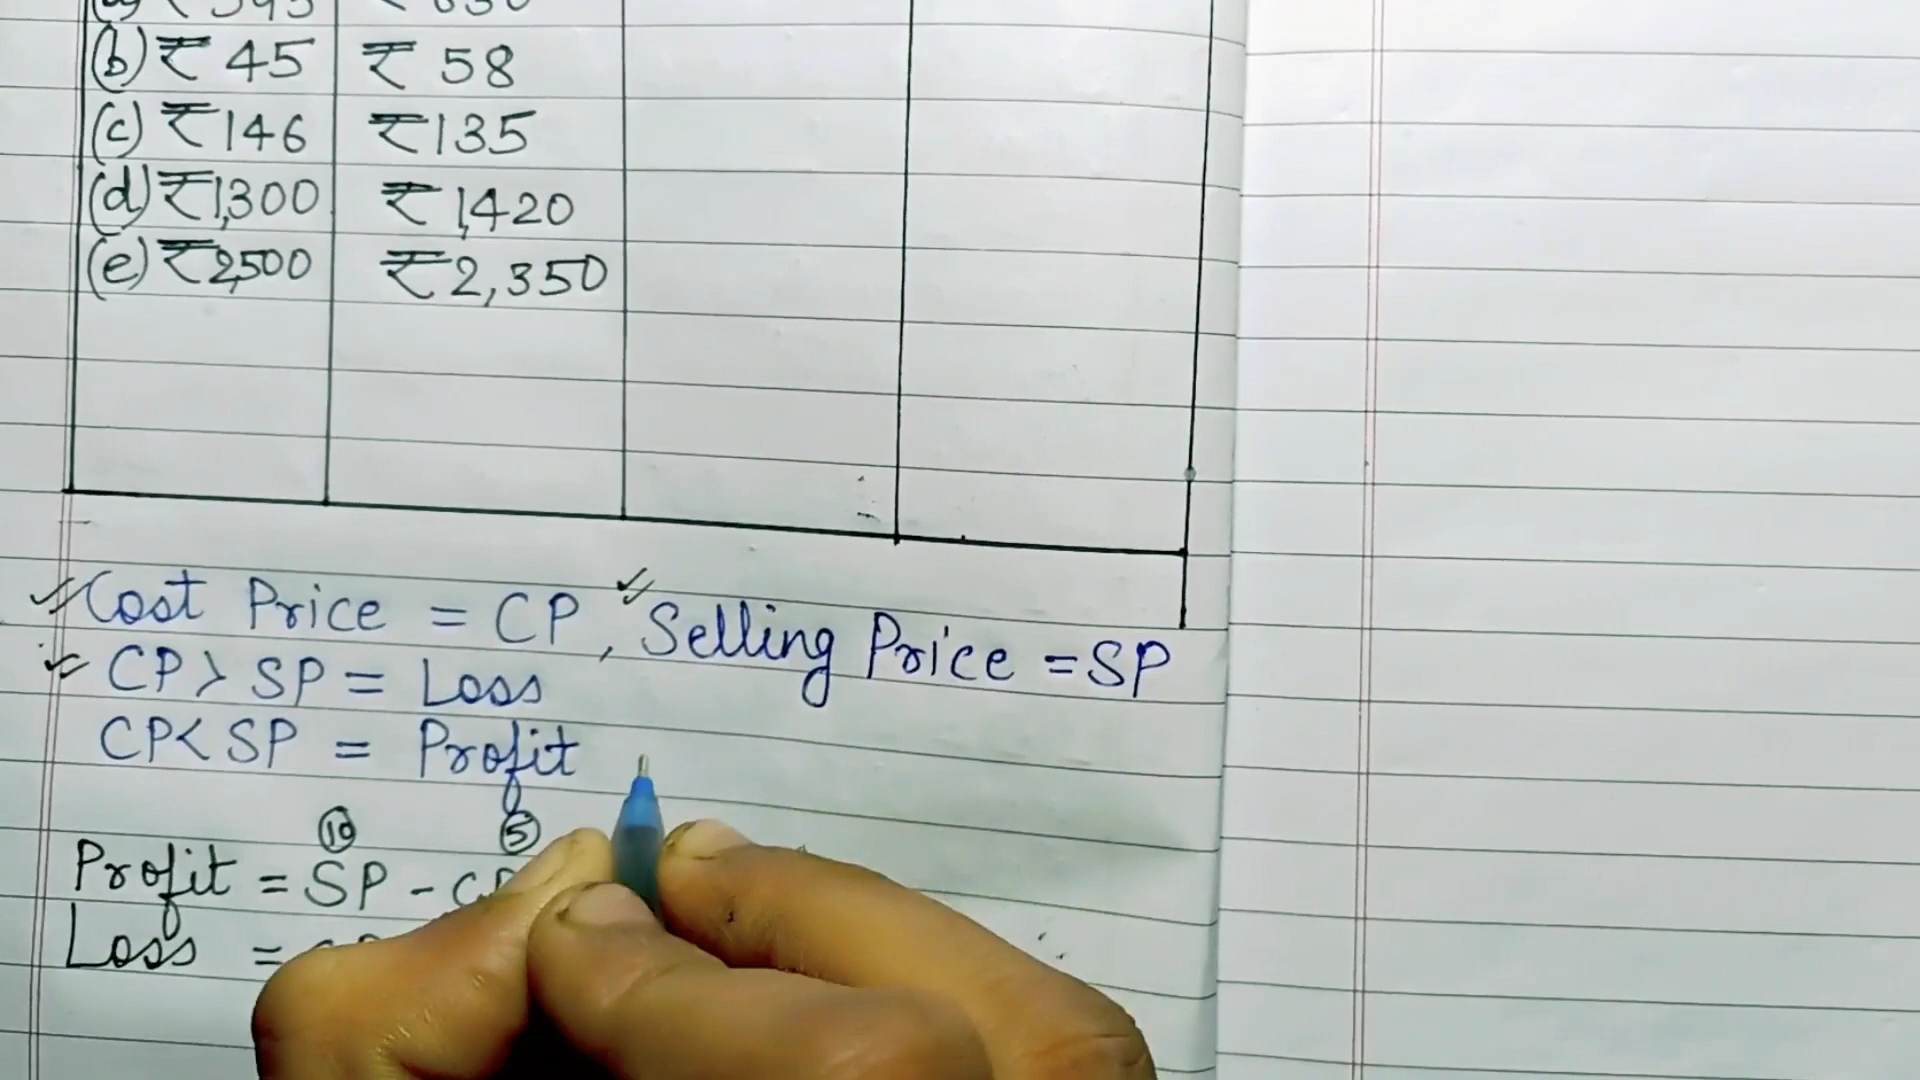 (b) ₹ 45 ₹ 58
(c) ₹146 ₹135
(d) ₹1,300 ₹1,420
(e) ₹2,500 ₹2,350
Cost Price = CP, Selling Price = SP
CP > SP = Loss
CP < SP = Profit
10 5
Profit = SP - CP
Loss =